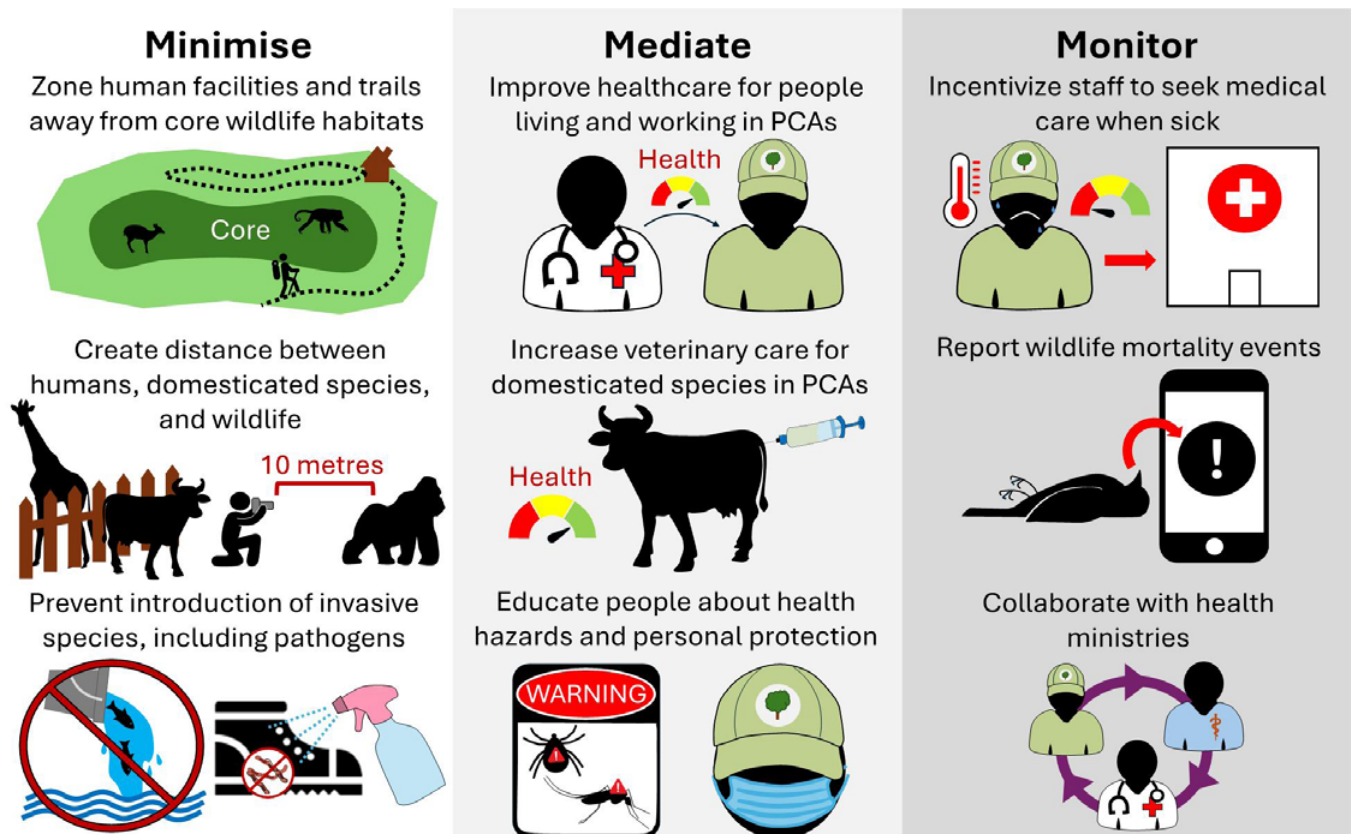 Minimise
Zone human facilities and trails
away from core wildlife habitats
Core
Create distance between
humans, domesticated species,
and wildlife
10 metres
Prevent introduction of invasive
species, including pathogens
Mediate
Improve healthcare for people
living and working in PCAs
Health
Increase veterinary care for
domesticated species in PCAs
Health
Educate people about health
hazards and personal protection
WARNING
Monitor
Incentivize staff to seek medical
care when sick
Report wildlife mortality events
!
Collaborate with health
ministries